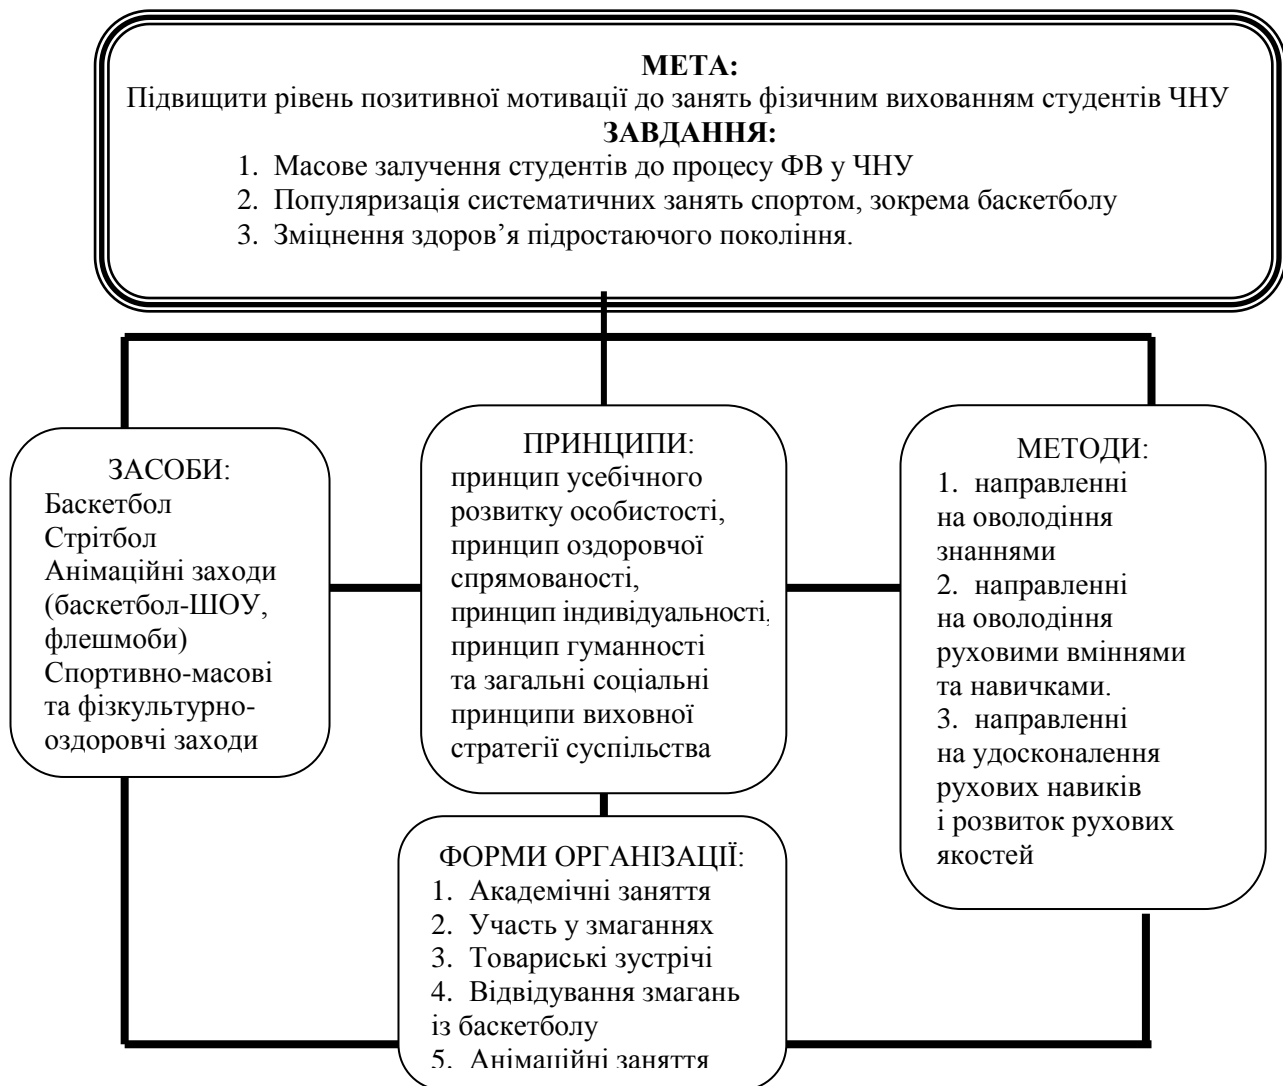 МЕТА:
Підвищити рівень позитивної мотивації до занять фізичним вихованням студентів ЧНУ
ЗАВДАННЯ:
1. Масове залучення студентів до процесу ФВ у ЧНУ
2. Популяризація систематичних занять спортом, зокрема баскетболу
3. Зміцнення здоров’я підростаючого покоління.
ЗАСОБИ:
Баскетбол
Стрітбол
Анімаційні заходи
(баскетбол-ШОУ,
флешмоби)
Спортивно-масові
та фізкультурно-
оздоровчі заходи
ПРИНЦИПИ:
принцип усебічного
розвитку особистості,
принцип оздоровчої
спрямованості,
принцип індивідуальності,
принцип гуманності
та загальні соціальні
принципи виховної
стратегії суспільства
МЕТОДИ:
1. направленні
на оволодіння
знаннями
2. направленні
на оволодіння
руховими вміннями
та навичками.
3. направленні
на удосконалення
рухових навиків
і розвиток рухових
якостей
ФОРМИ ОРГАНІЗАЦІЇ:
1. Академічні заняття
2. Участь у змаганнях
3. Товариські зустрічі
4. Відвідування змагань
із баскетболу
5. Анімаційні заняття